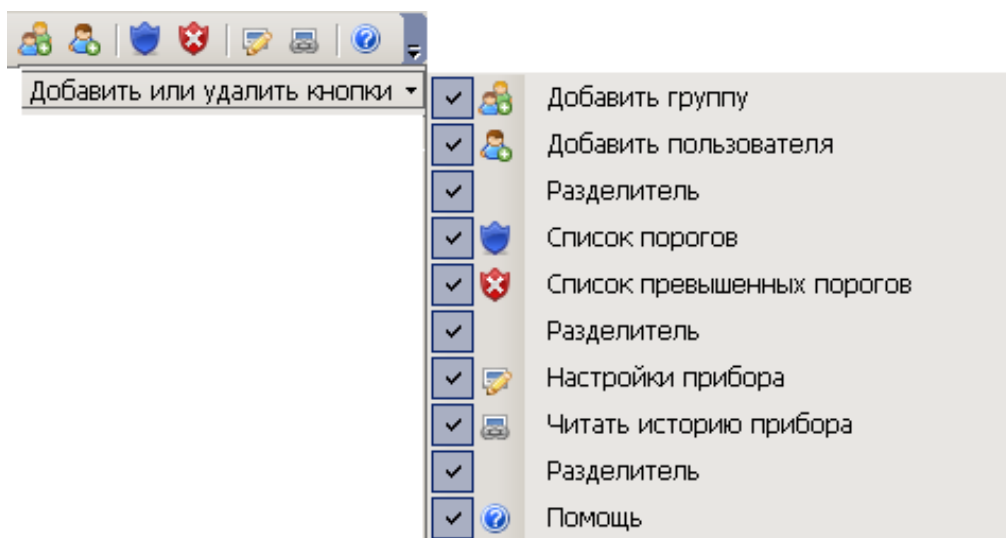 Добавить или удалить кнопки
Добавить группу
Добавить пользователя
Разделитель
Список порогов
Список превышенных порогов
Разделитель
Настройки прибора
Читать историю прибора
Разделитель
Помощь